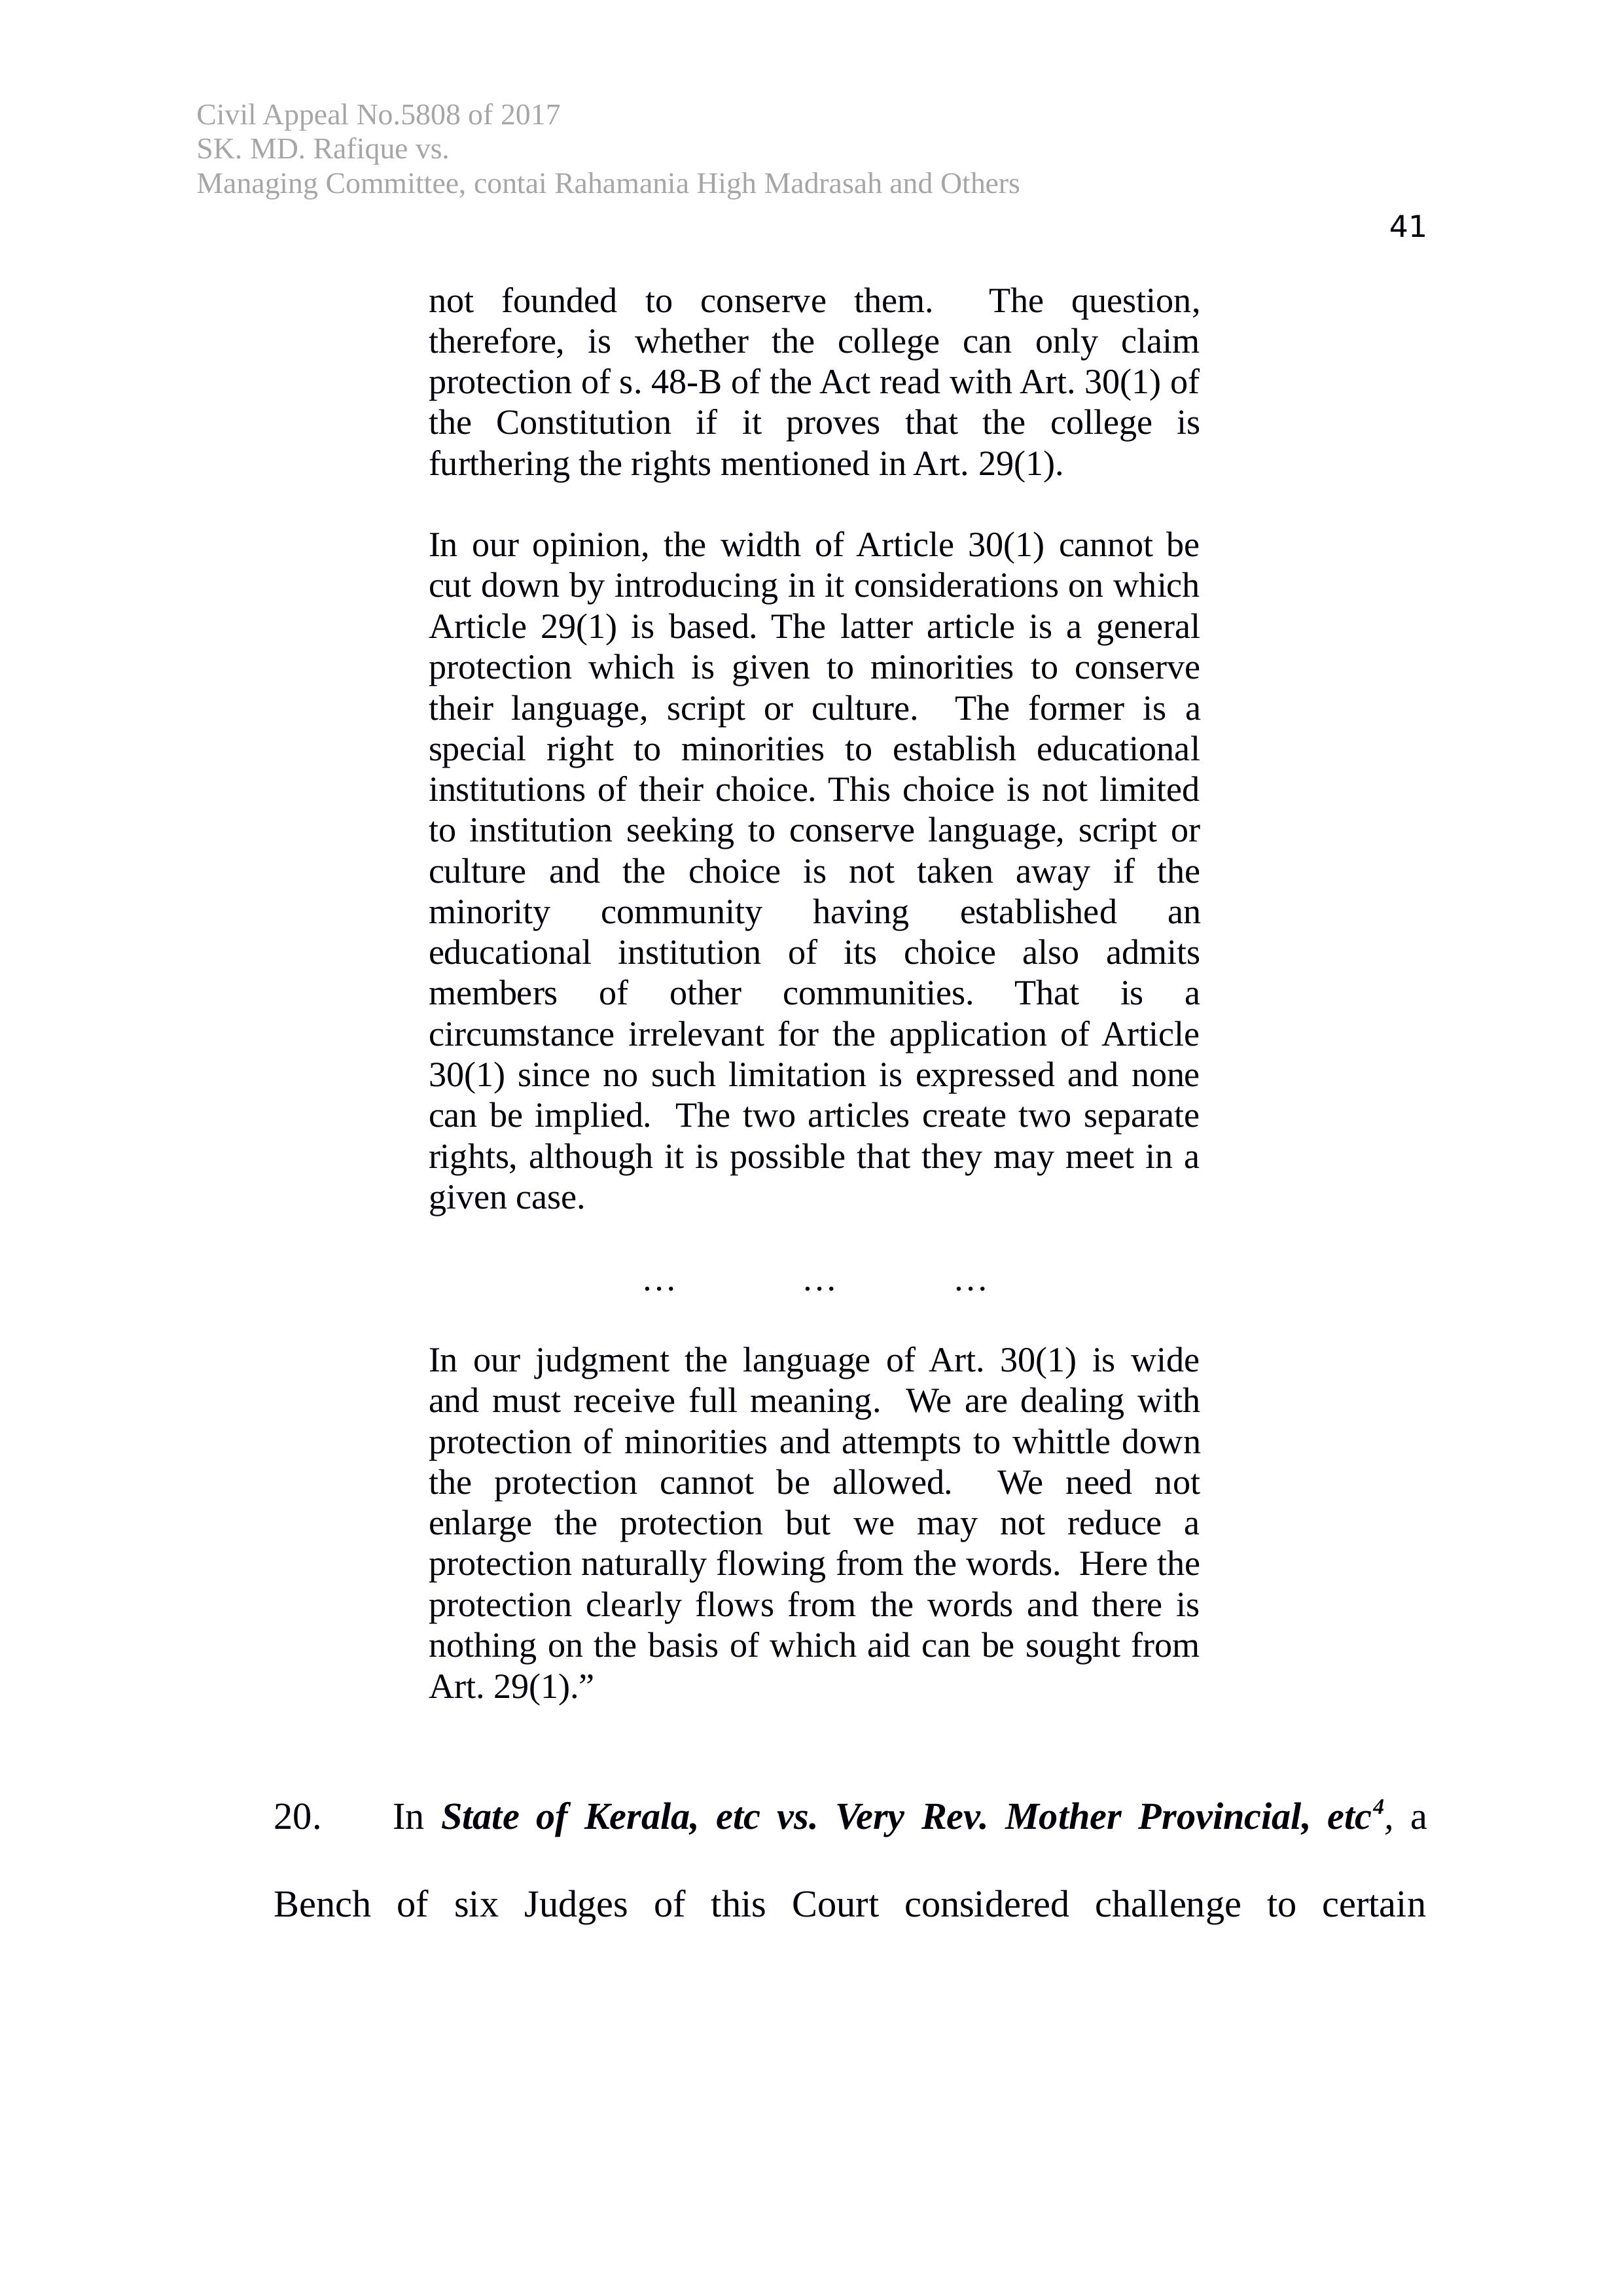 Civil Appeal No.5808 of 2017
SK. MD. Rafique vs.
Managing Committee, contai Rahamania High Madrasah and Others
41
not founded to conserve them. The question,
therefore, is whether the college can only claim
protection of s. 48-B of the Act read with Art. 30(1) of
the Constitution if it proves that the college is
furthering the rights mentioned in Art. 29(1).
In our opinion, the width of Article 30(1) cannot be
cut down by introducing in it considerations on which
Article 29(1) is based. The latter article is a general
protection which is given to minorities to conserve
their language, script or culture. The former is a
special right to minorities to establish educational
institutions of their choice. This choice is not limited
to institution seeking to conserve language, script or
culture and the choice is not taken away if the
minority community having established an
educational institution of its choice also admits
members of other communities. That is a
circumstance irrelevant for the application of Article
30(1) since no such limitation is expressed and none
can be implied. The two articles create two separate
rights, although it is possible that they may meet in a
given case.
… … …
In our judgment the language of Art. 30(1) is wide
and must receive full meaning. We are dealing with
protection of minorities and attempts to whittle down
the protection cannot be allowed. We need not
enlarge the protection but we may not reduce a
protection naturally flowing from the words. Here the
protection clearly flows from the words and there is
nothing on the basis of which aid can be sought from
Art. 29(1).”
20. In State of Kerala, etc vs. Very Rev. Mother Provincial, etc4, a
Bench of six Judges of this Court considered challenge to certain